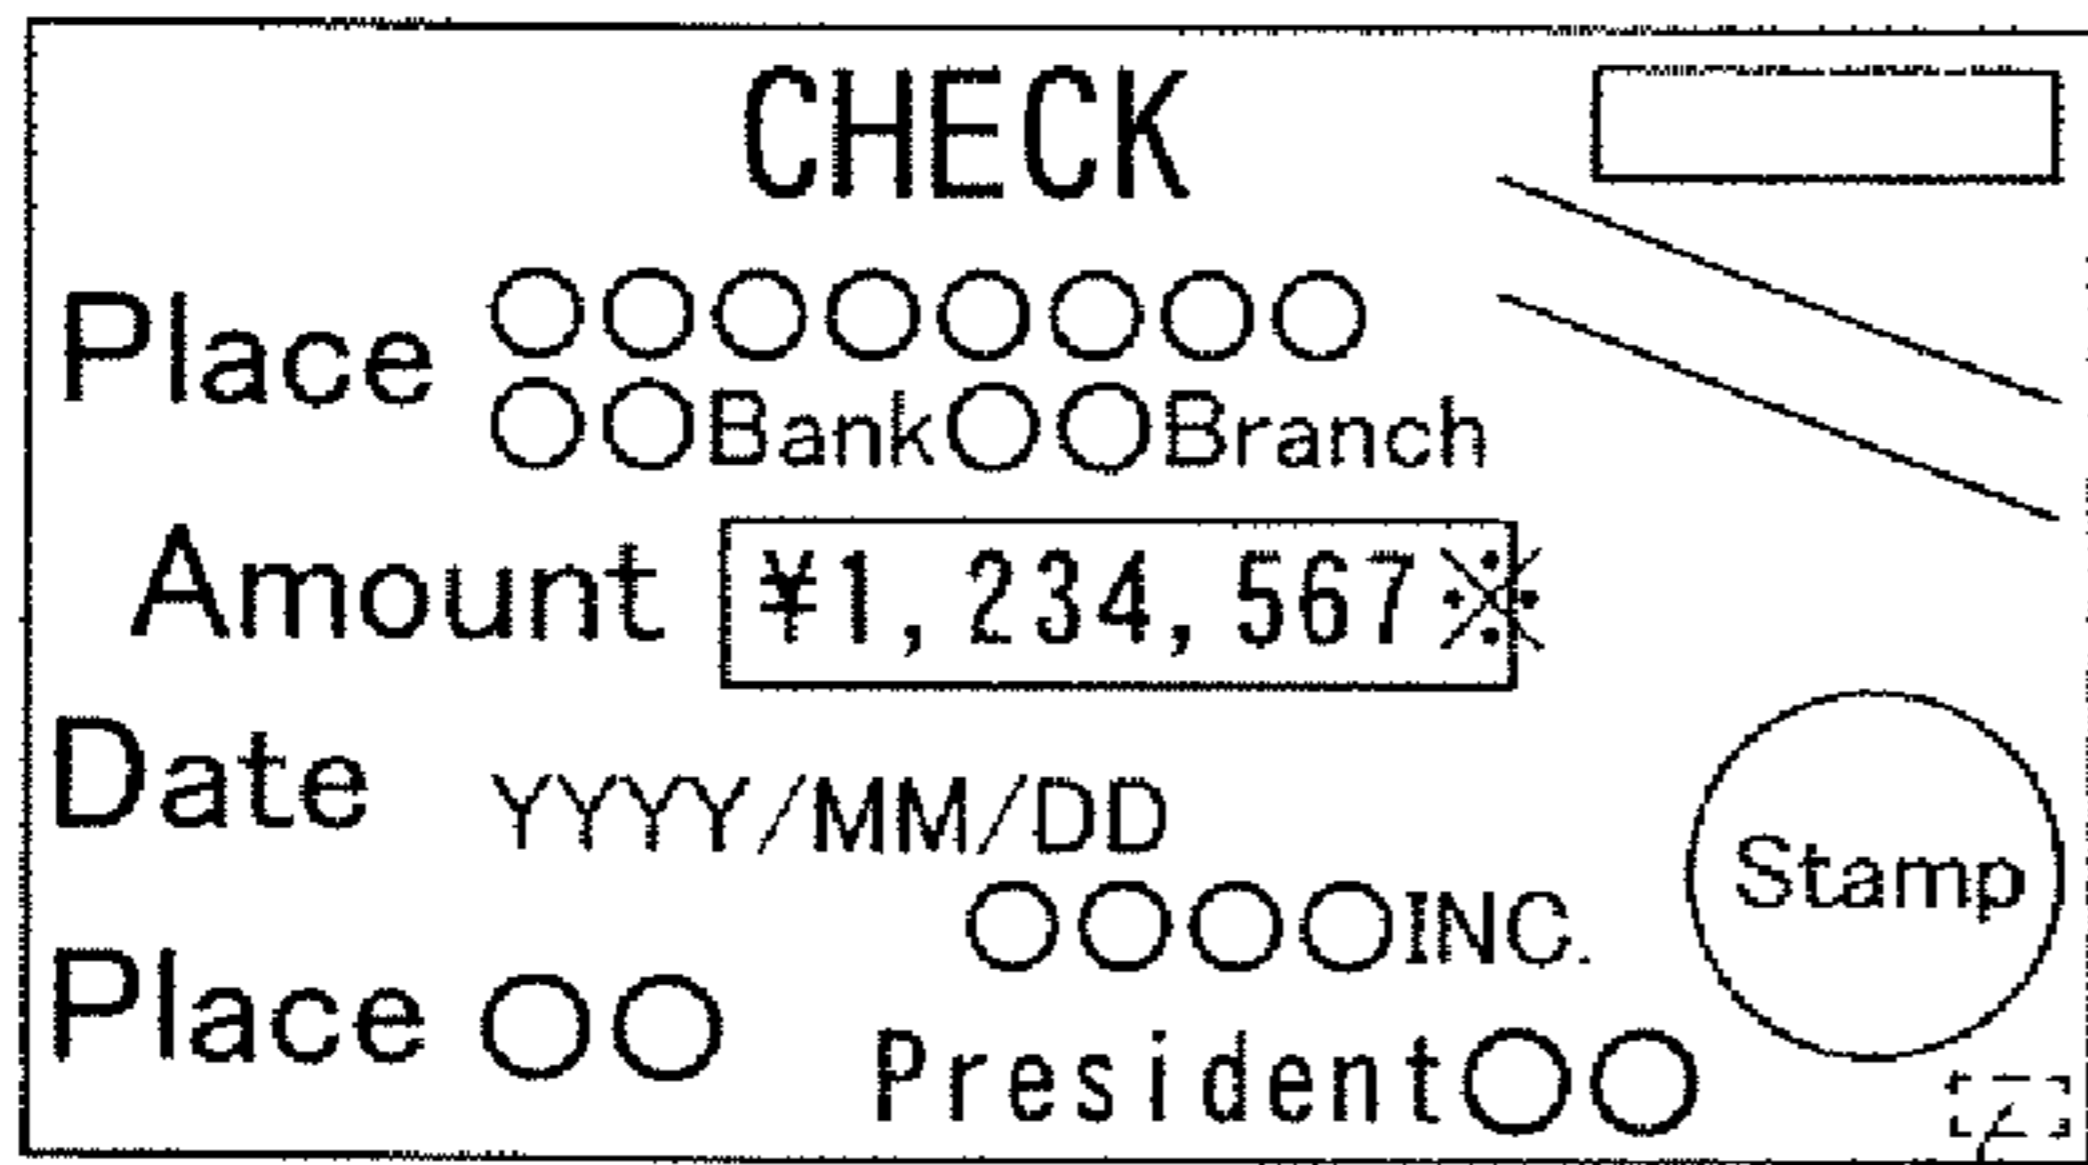 CHECK
Place ○○○○○○○○
○○Bank○○Branch
Amount ¥1,234,567※
Date YYYY/MM/DD
○○○○INC.
Place ○○
President○○
Stamp